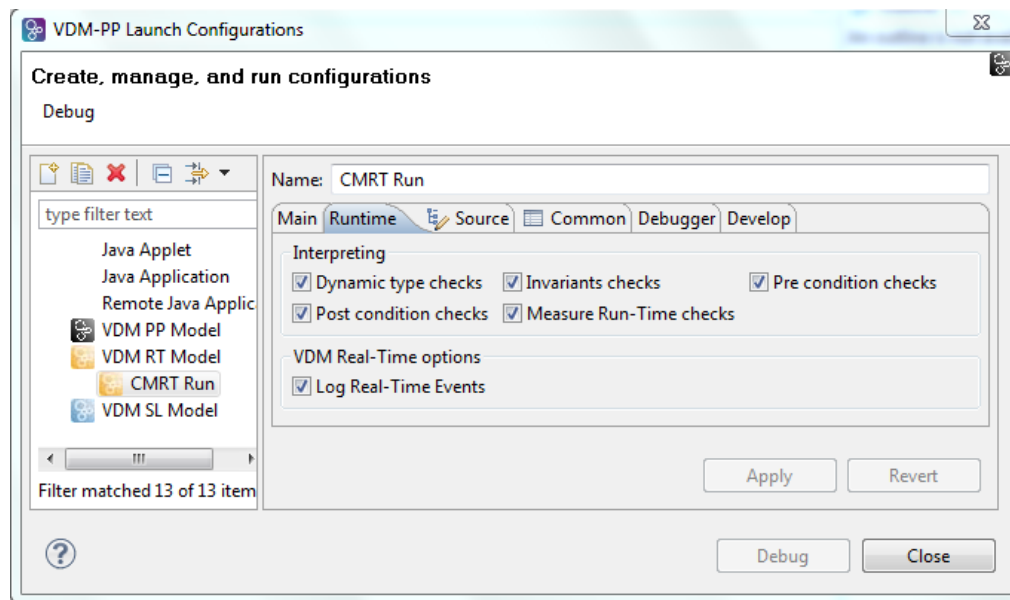 VDM-PP Launch Configurations
Create, manage, and run configurations
Debug
Name: CMRT Run
type filter text
Main Runtime Source Common Debugger Develop
Java Applet
Java Application
Remote Java Applic
VDM PP Model
VDM RT Model
CMRT Run
VDM SL Model
Filter matched 13 of 13 item
Interpreting
Dynamic type checks Invariants checks Pre condition checks
Post condition checks Measure Run-Time checks
VDM Real-Time options
Log Real-Time Events
Apply Revert
? Debug Close